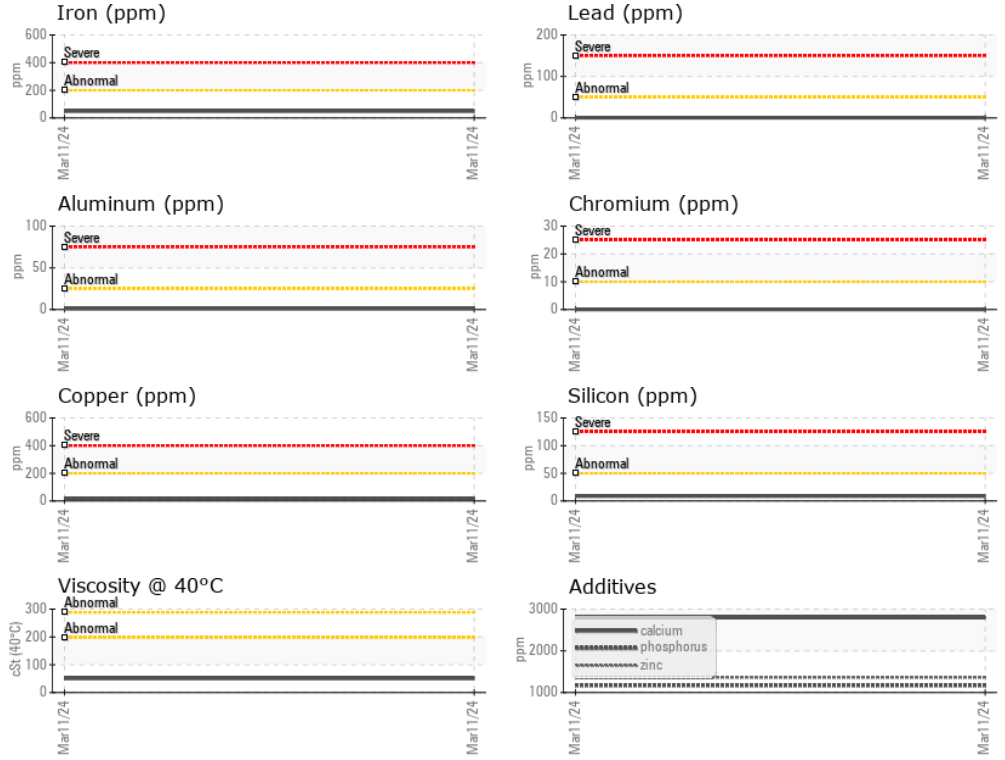 Iron (ppm)
600
400
200
0
ppm
Severe
Abnormal
Mar11/24
Mar11/24
Lead (ppm)
200
100
0
ppm
Severe
Abnormal
Mar11/24
Mar11/24
Aluminum (ppm)
100
50
0
ppm
Severe
Abnormal
Mar11/24
Mar11/24
Chromium (ppm)
30
20
10
0
ppm
Severe
Abnormal
Mar11/24
Mar11/24
Copper (ppm)
600
400
200
0
ppm
Severe
Abnormal
Mar11/24
Mar11/24
Silicon (ppm)
150
100
50
0
ppm
Severe
Abnormal
Mar11/24
Mar11/24
Viscosity @ 40°C
300
200
100
0
cSt (40°C)
Abnormal
Abnormal
Mar11/24
Mar11/24
Additives
3000
2000
1000
ppm
calcium
phosphorus
zinc
Mar11/24
Mar11/24